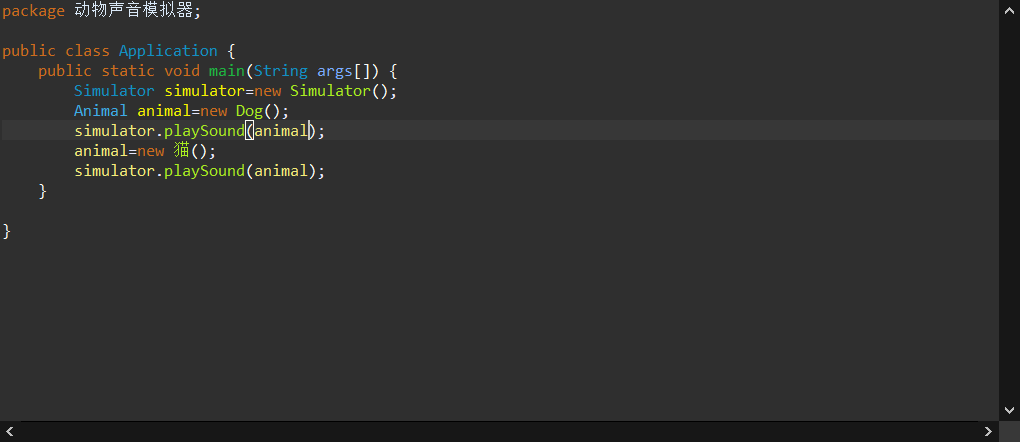 package 动物声音模拟器;
public class Application {
public static void main(String args[]) {
Simulator simulator=new Simulator();
Animal animal=new Dog();
simulator.playSound(animal);
animal=new 猫();
simulator.playSound(animal);
}
}